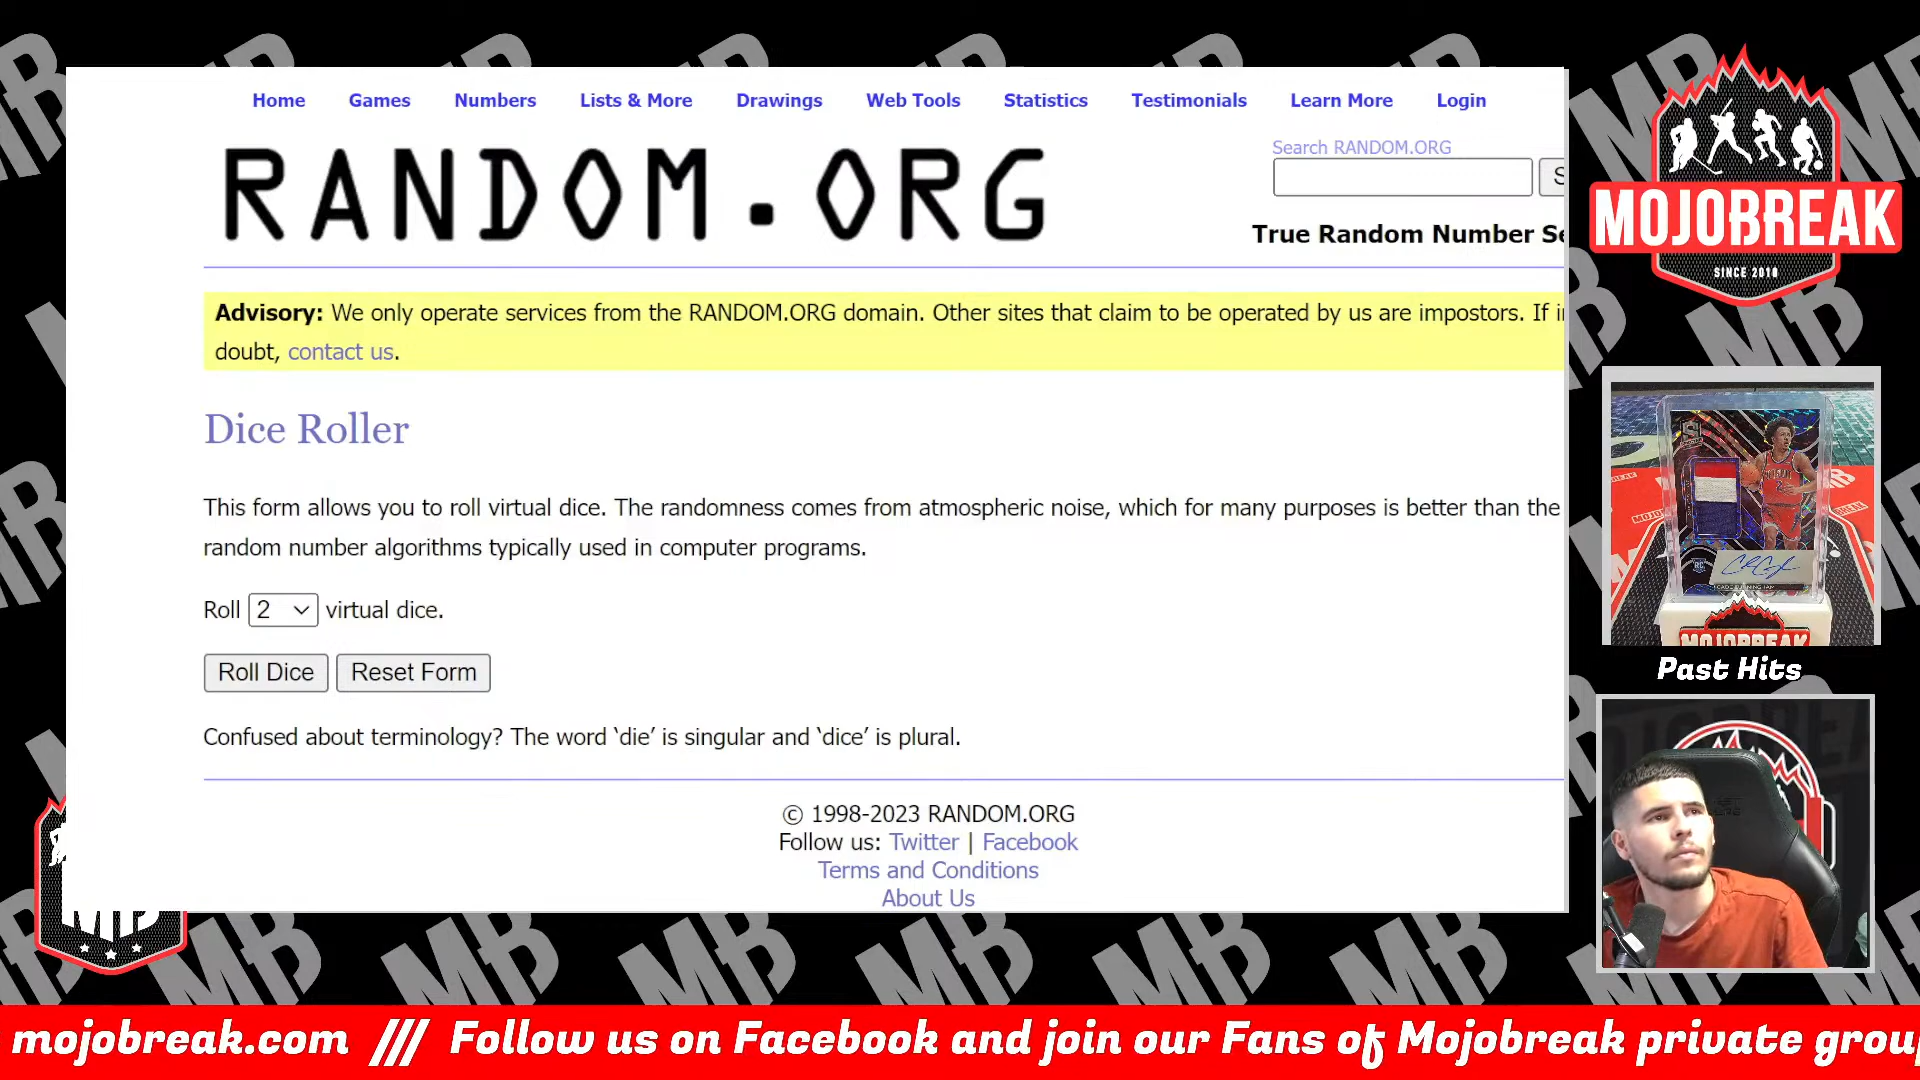 Home Games Numbers Lists & More Drawings Web Tools Statistics Testimonials Learn More Login
RANDOM.ORG
Search RANDOM.ORG
True Random Number Se
Advisory: We only operate services from the RANDOM.ORG domain. Other sites that claim to be operated by us are impostors. If in
doubt, contact us.
Dice Roller
This form allows you to roll virtual dice. The randomness comes from atmospheric noise, which for many purposes is better than the
random number algorithms typically used in computer programs.
Roll 2 virtual dice.
Roll Dice Reset Form
Confused about terminology? The word ‘die’ is singular and ‘dice’ is plural.
© 1998-2023 RANDOM.ORG
Follow us: Twitter | Facebook
Terms and Conditions
About Us
MOJOBREAK
SINCE 2010
MOJOBREAK
Past Hits
MB
mojobreak.com /// Follow us on Facebook and join our Fans of Mojobreak private group